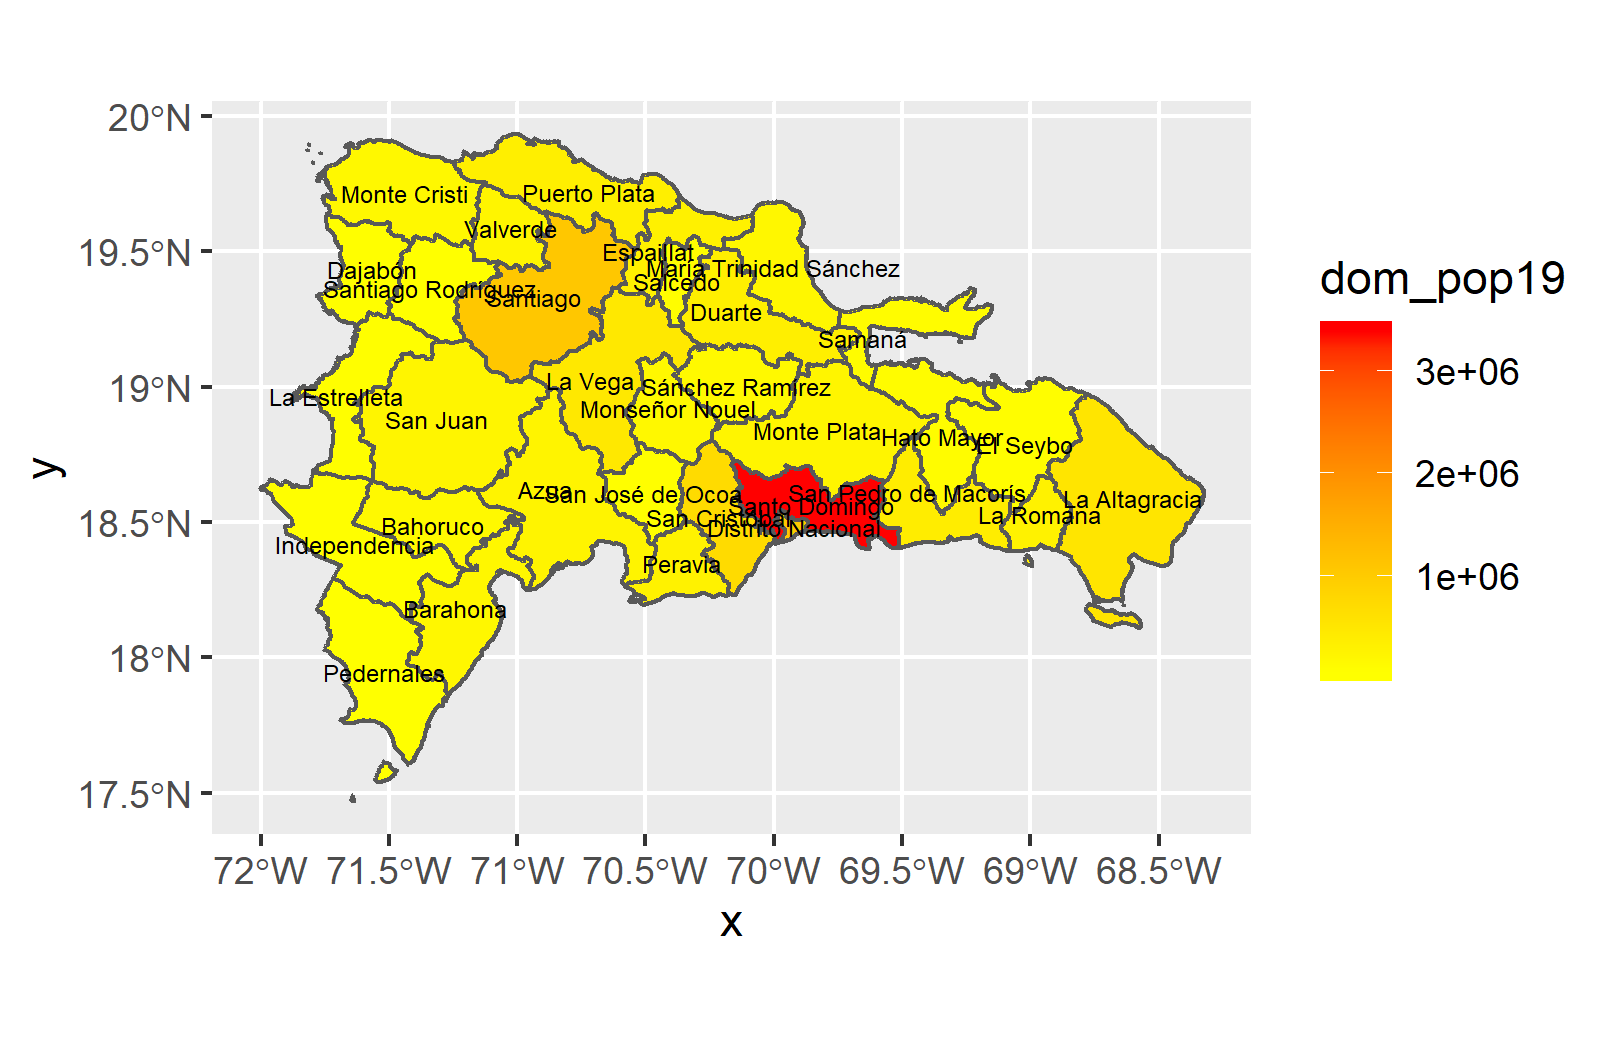 20°N
19.5°N
19°N
18.5°N
18°N
17.5°N
y
Monte Cristi
Puerto Plata
Valverde
Espaillat
Dajabón
María Trinidad Sánchez
Santiago Rodríguez
Salcedo
Santiago
Duarte
Samaná
La Vega
Sánchez Ramírez
La Estrelleta
Monseñor Nouel
San Juan
Monte Plata
Hato Mayor
El Seybo
Azua
San José de Ocoa
San Pedro de Macorís
La Altagracia
Santo Domingo
San Cristóbal
La Romana
Bahoruco
Distrito Nacional
Independencia
Peravia
Barahona
Pedernales
72°W 71.5°W 71°W 70.5°W 70°W 69.5°W 69°W 68.5°W
x
dom_pop19
3e+06
2e+06
1e+06